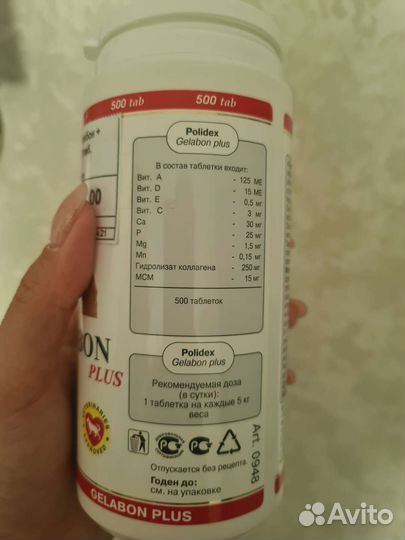 500 tab
500 tab
Polidex
Gelabon plus
В состав таблетки входит:
Вит. A - 125 МЕ
Вит. D - 15 МЕ
Вит. E - 0,5 мг
Вит. C - 3 мг
Ca - 30 мг
P - 25 мг
Mg - 1,5 мг
Mn - 0,15 мг
Гидролизат коллагена - 250 мг
МСМ - 15 мг
500 таблеток
00
21
BON
PLUS
Polidex
Gelabon plus
Рекомендуемая доза
(в сутки):
1 таблетка на каждые 5 кг
веса
Отпускается без рецепта.
Годен до:
см. на упаковке
Art. 0948
GELABON PLUS
Avito